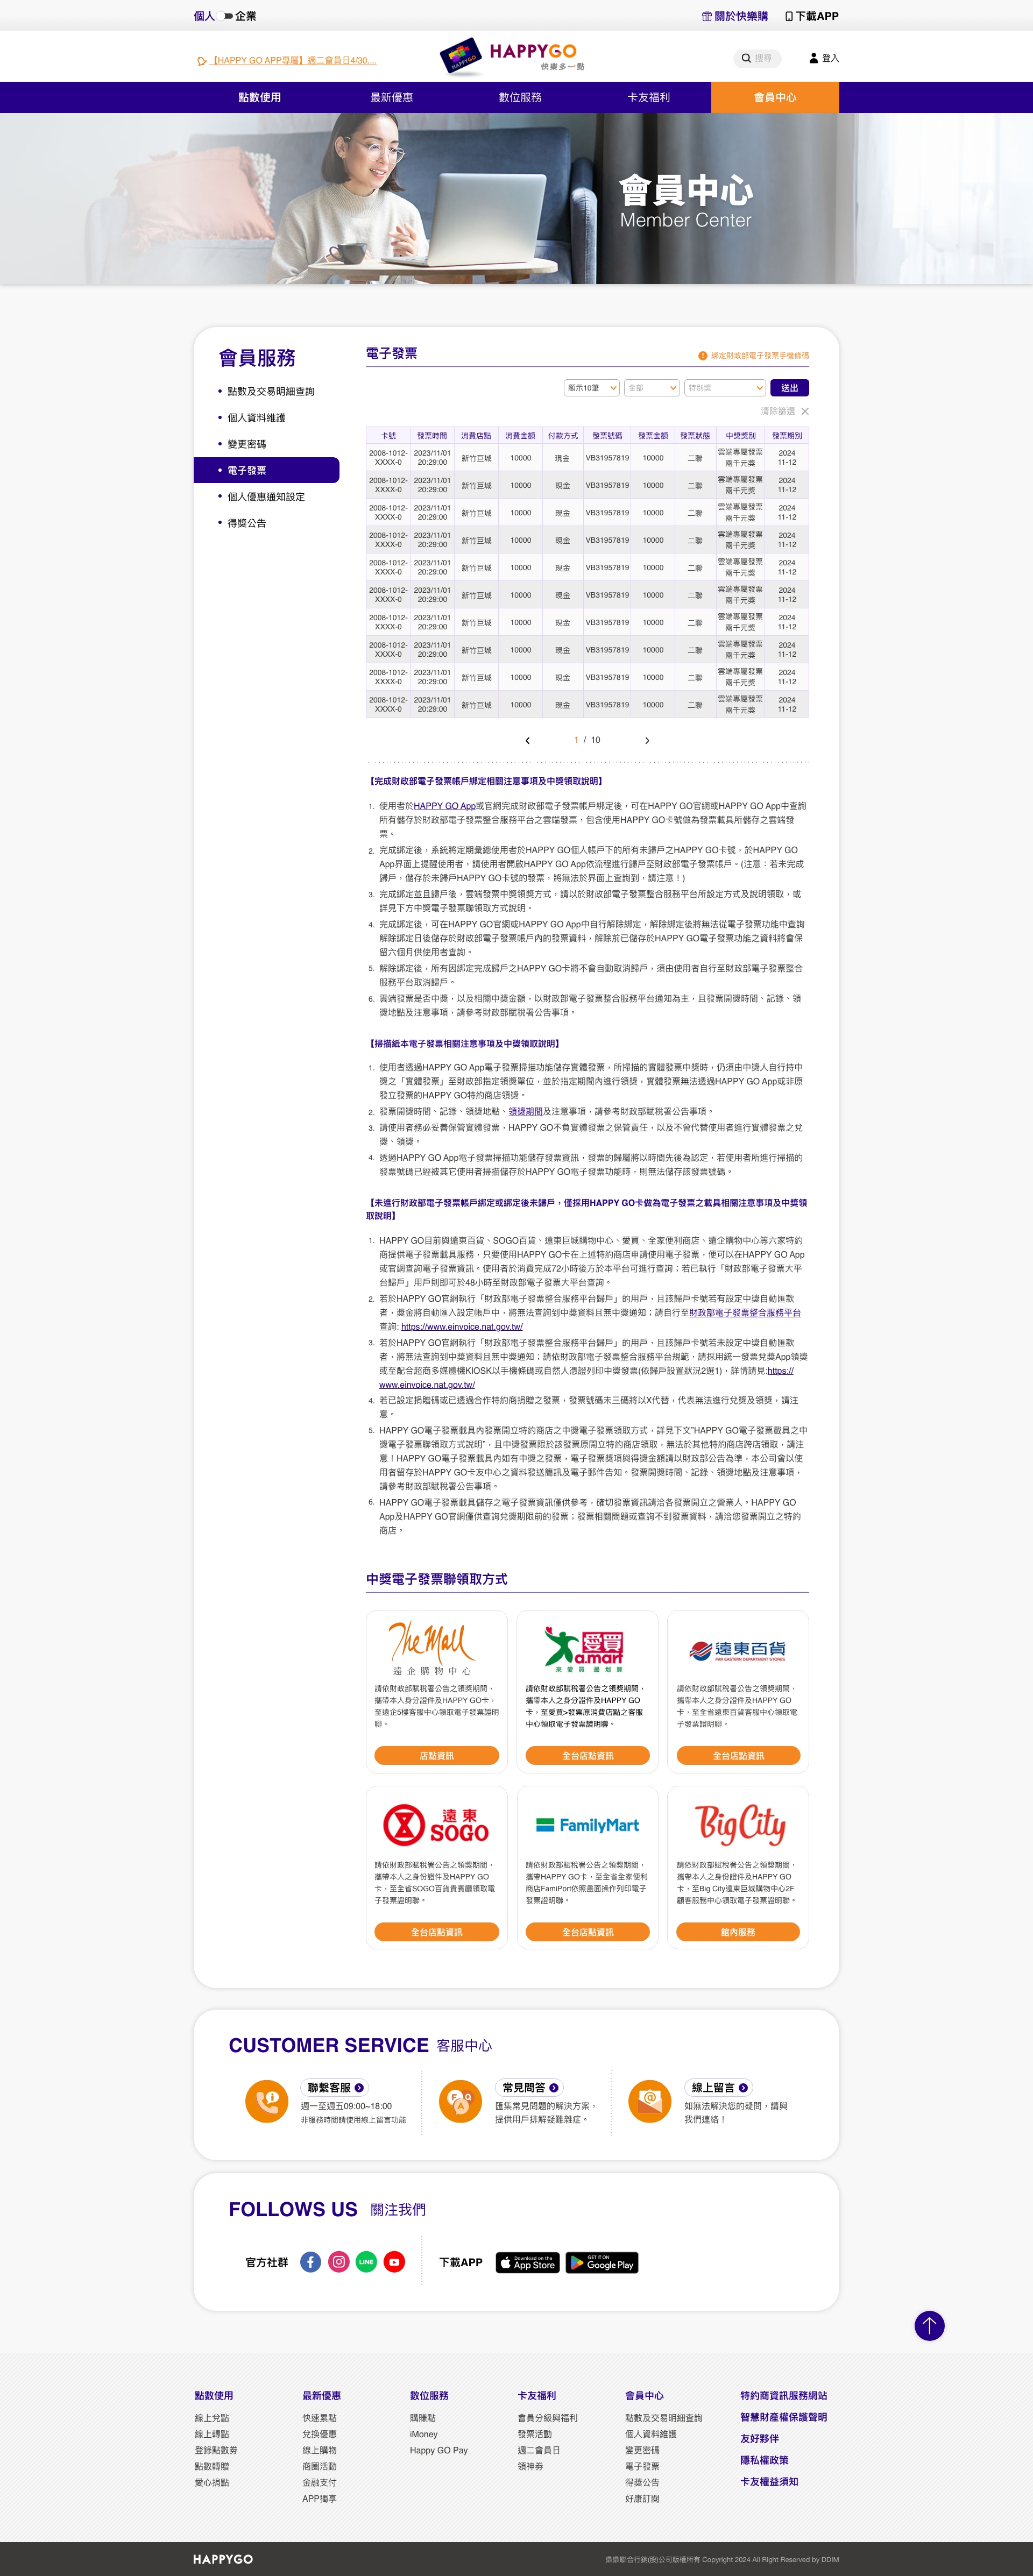 個人 企業 關於快樂購 下載APP
【HAPPY GO APP專屬】週二會員日4/30....
HAPPYGO
快樂多一點
搜尋 登入
點數使用 最新優惠 數位服務 卡友福利 會員中心
會員中心
Member Center
會員服務
點數及交易明細查詢
個人資料維護
變更密碼
電子發票
個人優惠通知設定
得獎公告
電子發票
綁定財政部電子發票手機條碼
顯示10筆 全部 特別獎 送出
清除篩選
卡號 發票時間 消費店點 消費金額 付款方式 發票號碼 發票金額 發票狀態 中獎獎別 發票期別
2008-1012-XXXX-0 2023/11/01 20:29:00 新竹巨城 10000 現金 VB31957819 10000 二聯 雲端專屬發票兩千元獎 2024 11-12
2008-1012-XXXX-0 2023/11/01 20:29:00 新竹巨城 10000 現金 VB31957819 10000 二聯 雲端專屬發票兩千元獎 2024 11-12
2008-1012-XXXX-0 2023/11/01 20:29:00 新竹巨城 10000 現金 VB31957819 10000 二聯 雲端專屬發票兩千元獎 2024 11-12
2008-1012-XXXX-0 2023/11/01 20:29:00 新竹巨城 10000 現金 VB31957819 10000 二聯 雲端專屬發票兩千元獎 2024 11-12
2008-1012-XXXX-0 2023/11/01 20:29:00 新竹巨城 10000 現金 VB31957819 10000 二聯 雲端專屬發票兩千元獎 2024 11-12
2008-1012-XXXX-0 2023/11/01 20:29:00 新竹巨城 10000 現金 VB31957819 10000 二聯 雲端專屬發票兩千元獎 2024 11-12
2008-1012-XXXX-0 2023/11/01 20:29:00 新竹巨城 10000 現金 VB31957819 10000 二聯 雲端專屬發票兩千元獎 2024 11-12
2008-1012-XXXX-0 2023/11/01 20:29:00 新竹巨城 10000 現金 VB31957819 10000 二聯 雲端專屬發票兩千元獎 2024 11-12
2008-1012-XXXX-0 2023/11/01 20:29:00 新竹巨城 10000 現金 VB31957819 10000 二聯 雲端專屬發票兩千元獎 2024 11-12
2008-1012-XXXX-0 2023/11/01 20:29:00 新竹巨城 10000 現金 VB31957819 10000 二聯 雲端專屬發票兩千元獎 2024 11-12
1 / 10
【完成財政部電子發票帳戶綁定相關注意事項及中獎領取說明】
1. 使用者於HAPPY GO App或官網完成財政部電子發票帳戶綁定後，可在HAPPY GO官網或HAPPY GO App中查詢
所有儲存於財政部電子發票整合服務平台之雲端發票，包含使用HAPPY GO卡號做為發票載具所儲存之雲端發
票。
2. 完成綁定後，系統將定期彙總使用者於HAPPY GO個人帳戶下的所有未歸戶之HAPPY GO卡號，於HAPPY GO
App界面上提醒使用者，請使用者開啟HAPPY GO App依流程進行歸戶至財政部電子發票帳戶。(注意：若未完成
歸戶，儲存於未歸戶HAPPY GO卡號的發票，將無法於界面上查詢到，請注意！)
3. 完成綁定並且歸戶後，雲端發票中獎領獎方式，請以於財政部電子發票整合服務平台所設定方式及說明領取，或
詳見下方中獎電子發票聯領取方式說明。
4. 完成綁定後，可在HAPPY GO官網或HAPPY GO App中自行解除綁定，解除綁定後將無法從電子發票功能中查詢
解除綁定日後儲存於財政部電子發票帳戶內的發票資料，解除前已儲存於HAPPY GO電子發票功能之資料將會保
留六個月供使用者查詢。
5. 解除綁定後，所有因綁定完成歸戶之HAPPY GO卡將不會自動取消歸戶，須由使用者自行至財政部電子發票整合
服務平台取消歸戶。
6. 雲端發票是否中獎，以及相關中獎金額，以財政部電子發票整合服務平台通知為主，且發票開獎時間、記錄、領
獎地點及注意事項，請參考財政部賦稅署公告事項。
【掃描紙本電子發票相關注意事項及中獎領取說明】
1. 使用者透過HAPPY GO App電子發票掃描功能儲存實體發票，所掃描的實體發票中獎時，仍須由中獎人自行持中
獎之「實體發票」至財政部指定領獎單位，並於指定期間內進行領獎，實體發票無法透過HAPPY GO App或非原
發立發票的HAPPY GO特約商店領獎。
2. 發票開獎時間、記錄、領獎地點、領獎期間及注意事項，請參考財政部賦稅署公告事項。
3. 請使用者務必妥善保管實體發票，HAPPY GO不負實體發票之保管責任，以及不會代替使用者進行實體發票之兌
獎、領獎。
4. 透過HAPPY GO App電子發票掃描功能儲存發票資訊，發票的歸屬將以時間先後為認定，若使用者所進行掃描的
發票號碼已經被其它使用者掃描儲存於HAPPY GO電子發票功能時，則無法儲存該發票號碼。
【未進行財政部電子發票帳戶綁定或綁定後未歸戶，僅採用HAPPY GO卡做為電子發票之載具相關注意事項及中獎領
取說明】
1. HAPPY GO目前與遠東百貨、SOGO百貨、遠東巨城購物中心、愛買、全家便利商店、遠企購物中心等六家特約
商提供電子發票載具服務，只要使用HAPPY GO卡在上述特約商店申請使用電子發票，便可以在HAPPY GO App
或官網查詢電子發票資訊。使用者於消費完成72小時後方於本平台可進行查詢；若已執行「財政部電子發票大平
台歸戶」用戶則即可於48小時至財政部電子發票大平台查詢。
2. 若於HAPPY GO官網執行「財政部電子發票整合服務平台歸戶」的用戶，且該歸戶卡號若有設定中獎自動匯款
者，獎金將自動匯入設定帳戶中，將無法查詢到中獎資料且無中獎通知；請自行至財政部電子發票整合服務平台
查詢: https://www.einvoice.nat.gov.tw/
3. 若於HAPPY GO官網執行「財政部電子發票整合服務平台歸戶」的用戶，且該歸戶卡號若未設定中獎自動匯款
者，將無法查詢到中獎資料且無中獎通知；請依財政部電子發票整合服務平台規範，請採用統一發票兌獎App領獎
或至配合超商多媒體機KIOSK以手機條碼或自然人憑證列印中獎發票(依歸戶設置狀況2選1)，詳情請見:https://
www.einvoice.nat.gov.tw/
4. 若已設定捐贈碼或已透過合作特約商捐贈之發票，發票號碼末三碼將以X代替，代表無法進行兌獎及領獎，請注
意。
5. HAPPY GO電子發票載具內發票開立特約商店之中獎電子發票領取方式，詳見下文"HAPPY GO電子發票載具之中
獎電子發票聯領取方式說明"，且中獎發票限於該發票原開立特約商店領取，無法於其他特約商店跨店領取，請注
意！HAPPY GO電子發票載具內如有中獎之發票，電子發票獎項與得獎金額請以財政部公告為準，本公司會以使
用者留存於HAPPY GO卡友中心之資料發送簡訊及電子郵件告知。發票開獎時間、記錄、領獎地點及注意事項，
請參考財政部賦稅署公告事項。
6. HAPPY GO電子發票載具儲存之電子發票資訊僅供參考，確切發票資訊請洽各發票開立之營業人。HAPPY GO
App及HAPPY GO官網僅供查詢兌獎期限前的發票；發票相關問題或查詢不到發票資料，請洽您發票開立之特約
商店。
中獎電子發票聯領取方式
The Mall
遠企購物中心
請依財政部賦稅署公告之領獎期間，
攜帶本人身分證件及HAPPY GO卡，
至遠企5樓客服中心領取電子發票證明
聯。
店點資訊
愛買
a.mart
來愛買 最划算
請依財政部賦稅署公告之領獎期間，
攜帶本人之身分證件及HAPPY GO
卡，至愛買>發票原消費店點之客服
中心領取電子發票證明聯。
全台店點資訊
遠東百貨
FAR EASTERN DEPARTMENT STORES
請依財政部賦稅署公告之領獎期間，
攜帶本人之身分證件及HAPPY GO
卡，至全省遠東百貨客服中心領取電
子發票證明聯。
全台店點資訊
遠東
SOGO
請依財政部賦稅署公告之領獎期間，
攜帶本人之身份證件及HAPPY GO
卡，至全省SOGO百貨貴賓廳領取電
子發票證明聯。
全台店點資訊
FamilyMart
請依財政部賦稅署公告之領獎期間，
攜帶HAPPY GO卡，至全省全家便利
商店FamiPort依照畫面操作列印電子
發票證明聯。
全台店點資訊
Big City
請依財政部賦稅署公告之領獎期間，
攜帶本人之身份證件及HAPPY GO
卡，至Big City遠東巨城購物中心2F
顧客服務中心領取電子發票證明聯。
館內服務
CUSTOMER SERVICE 客服中心
聯繫客服
週一至週五09:00~18:00
非服務時間請使用線上留言功能
F Q A
常見問答
匯集常見問題的解決方案，
提供用戶排解疑難雜症。
線上留言
如無法解決您的疑問，請與
我們連絡！
FOLLOWS US 關注我們
官方社群 LINE 下載APP
Download on the App Store
GET IT ON Google Play
點數使用
線上兌點
線上轉點
登錄點數券
點數轉贈
愛心捐點
最新優惠
快速累點
兌換優惠
線上購物
商圈活動
金融支付
APP獨享
數位服務
購賺點
iMoney
Happy GO Pay
卡友福利
會員分級與福利
發票活動
週二會員日
領神券
會員中心
點數及交易明細查詢
個人資料維護
變更密碼
電子發票
得獎公告
好康訂閱
特約商資訊服務網站
智慧財產權保護聲明
友好夥伴
隱私權政策
卡友權益須知
HAPPYGO
鼎鼎聯合行銷(股)公司版權所有 Copyright 2024 All Right Reserved by DDIM